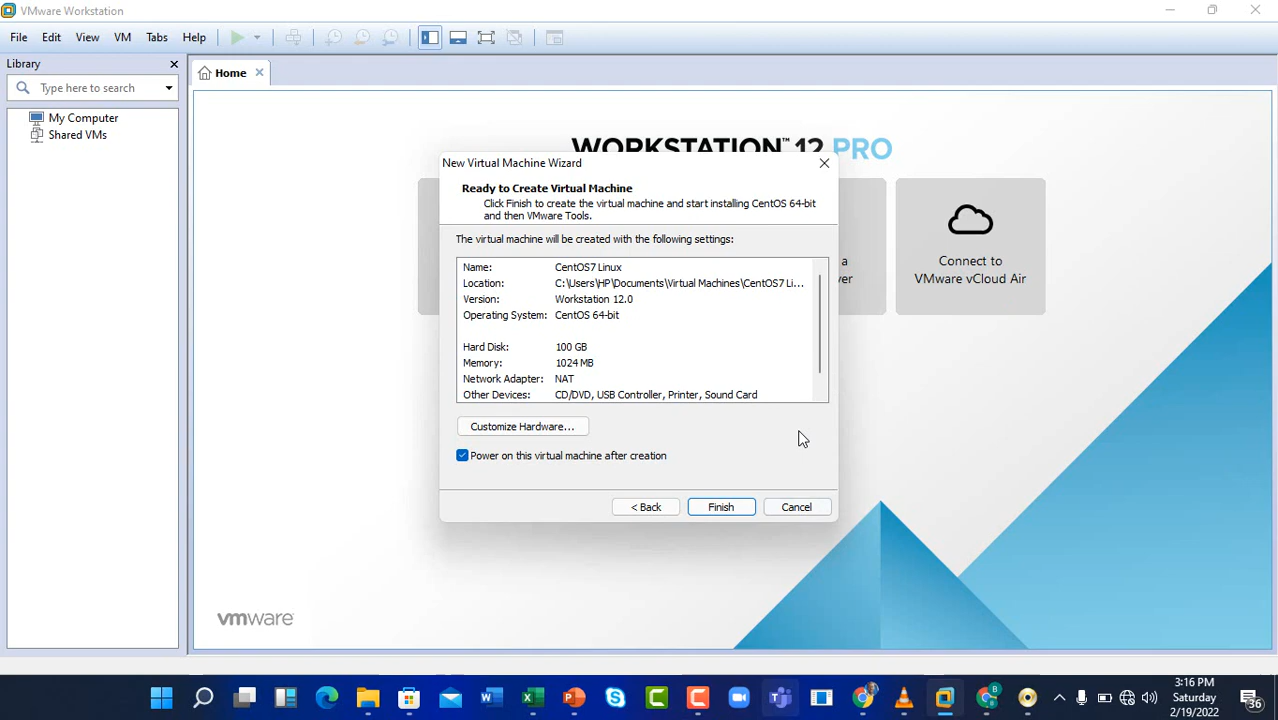 VMware Workstation
File Edit View VM Tabs Help
Library
Type here to search
My Computer
Shared VMs
Home
WORKSTATION™ 12 PRO
New Virtual Machine Wizard
Ready to Create Virtual Machine
Click Finish to create the virtual machine and start installing CentOS 64-bit
and then VMware Tools.
The virtual machine will be created with the following settings:
Name: CentOS7 Linux
Location: C:\Users\HP\Documents\Virtual Machines\CentOS7 Li...
Version: Workstation 12.0
Operating System: CentOS 64-bit
Hard Disk: 100 GB
Memory: 1024 MB
Network Adapter: NAT
Other Devices: CD/DVD, USB Controller, Printer, Sound Card
Customize Hardware...
Power on this virtual machine after creation
< Back Finish Cancel
a
ver
Connect to
VMware vCloud Air
vmware
3:16 PM
Saturday
2/19/2022
36